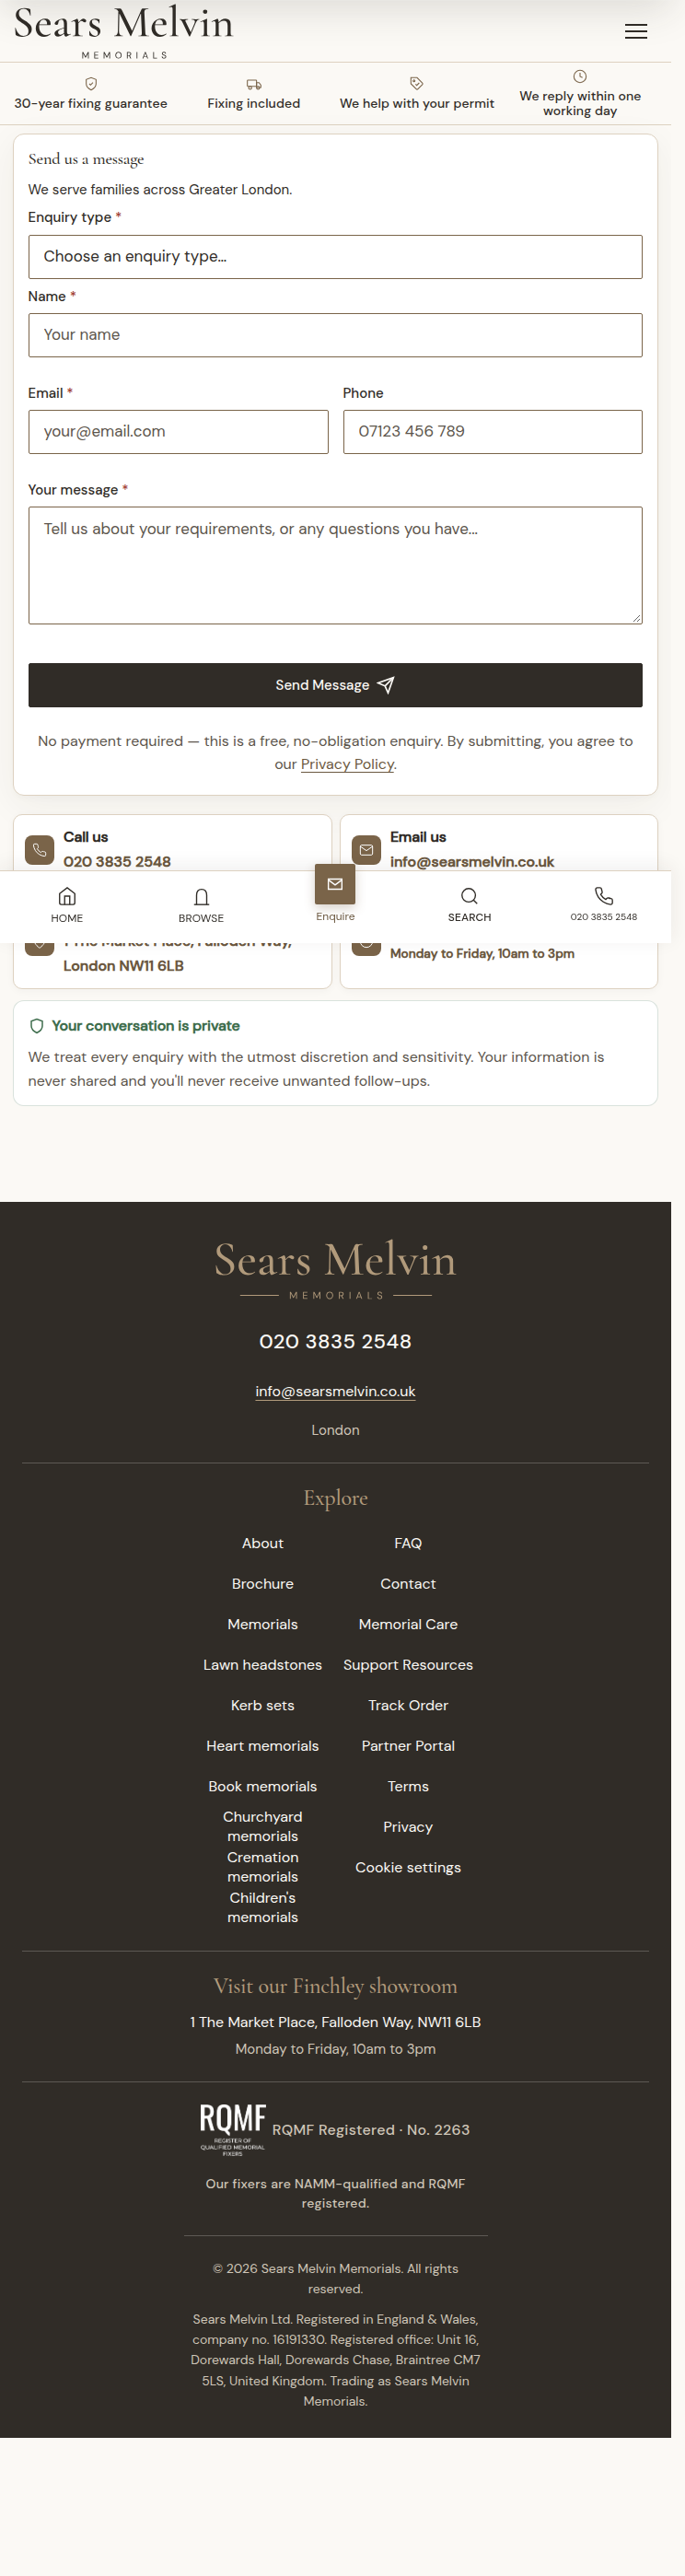 Sears Melvin
MEMORIALS
30-year fixing guarantee
Fixing included
We help with your permit
We reply within one
working day
Send us a message
We serve families across Greater London.
Enquiry type *
Choose an enquiry type...
Name *
Your name
Email *
Phone
your@email.com
07123 456 789
Your message *
Tell us about your requirements, or any questions you have...
Send Message
No payment required — this is a free, no-obligation enquiry. By submitting, you agree to
our Privacy Policy.
Call us
020 3835 2548
Email us
info@searsmelvin.co.uk
HOME
BROWSE
Enquire
SEARCH
020 3835 2548
1 The Market Place, Falloden Way,
London NW11 6LB
Monday to Friday, 10am to 3pm
Your conversation is private
We treat every enquiry with the utmost discretion and sensitivity. Your information is
never shared and you'll never receive unwanted follow-ups.
Sears Melvin
MEMORIALS
020 3835 2548
info@searsmelvin.co.uk
London
Explore
About
FAQ
Brochure
Contact
Memorials
Memorial Care
Lawn headstones
Support Resources
Kerb sets
Track Order
Heart memorials
Partner Portal
Book memorials
Terms
Churchyard
memorials
Privacy
Cremation
memorials
Cookie settings
Children's
memorials
Visit our Finchley showroom
1 The Market Place, Falloden Way, NW11 6LB
Monday to Friday, 10am to 3pm
RQMF
REGISTER OF
QUALIFIED MEMORIAL
FIXERS
RQMF Registered · No. 2263
Our fixers are NAMM-qualified and RQMF
registered.
© 2026 Sears Melvin Memorials. All rights
reserved.
Sears Melvin Ltd. Registered in England & Wales,
company no. 16191330. Registered office: Unit 16,
Dorewards Hall, Dorewards Chase, Braintree CM7
5LS, United Kingdom. Trading as Sears Melvin
Memorials.